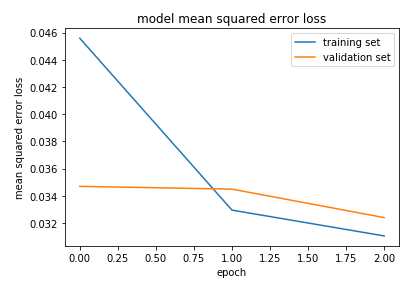 model mean squared error loss
training set
validation set
mean squared error loss
0.046
0.044
0.042
0.040
0.038
0.036
0.034
0.032
0.00 0.25 0.50 0.75 1.00 1.25 1.50 1.75 2.00
epoch